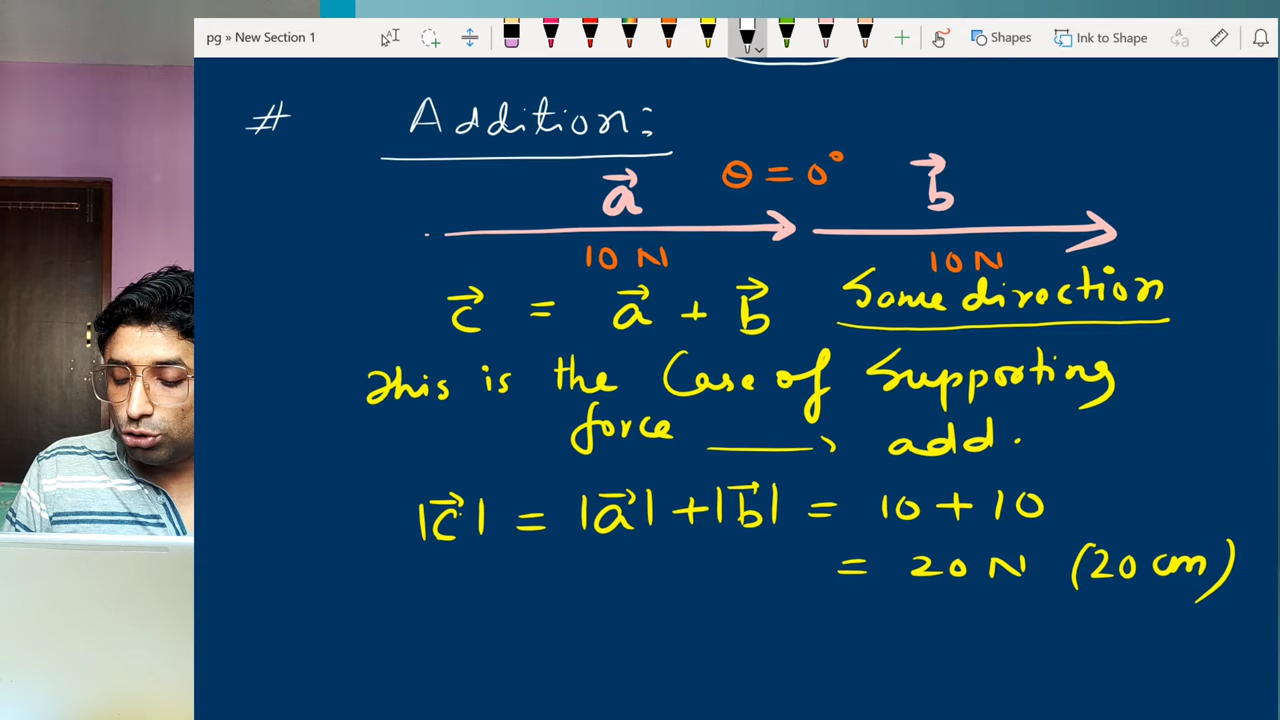 pg » New Section 1
Shapes
Ink to Shape
# Addition:
a⃗ θ = 0° b⃗
10 N 10 N
c⃗ = a⃗ + b⃗ Same direction
This is the Case of Supporting
force ⟶ add.
|c⃗| = |a⃗| + |b⃗| = 10 + 10
= 20 N (20 cm)